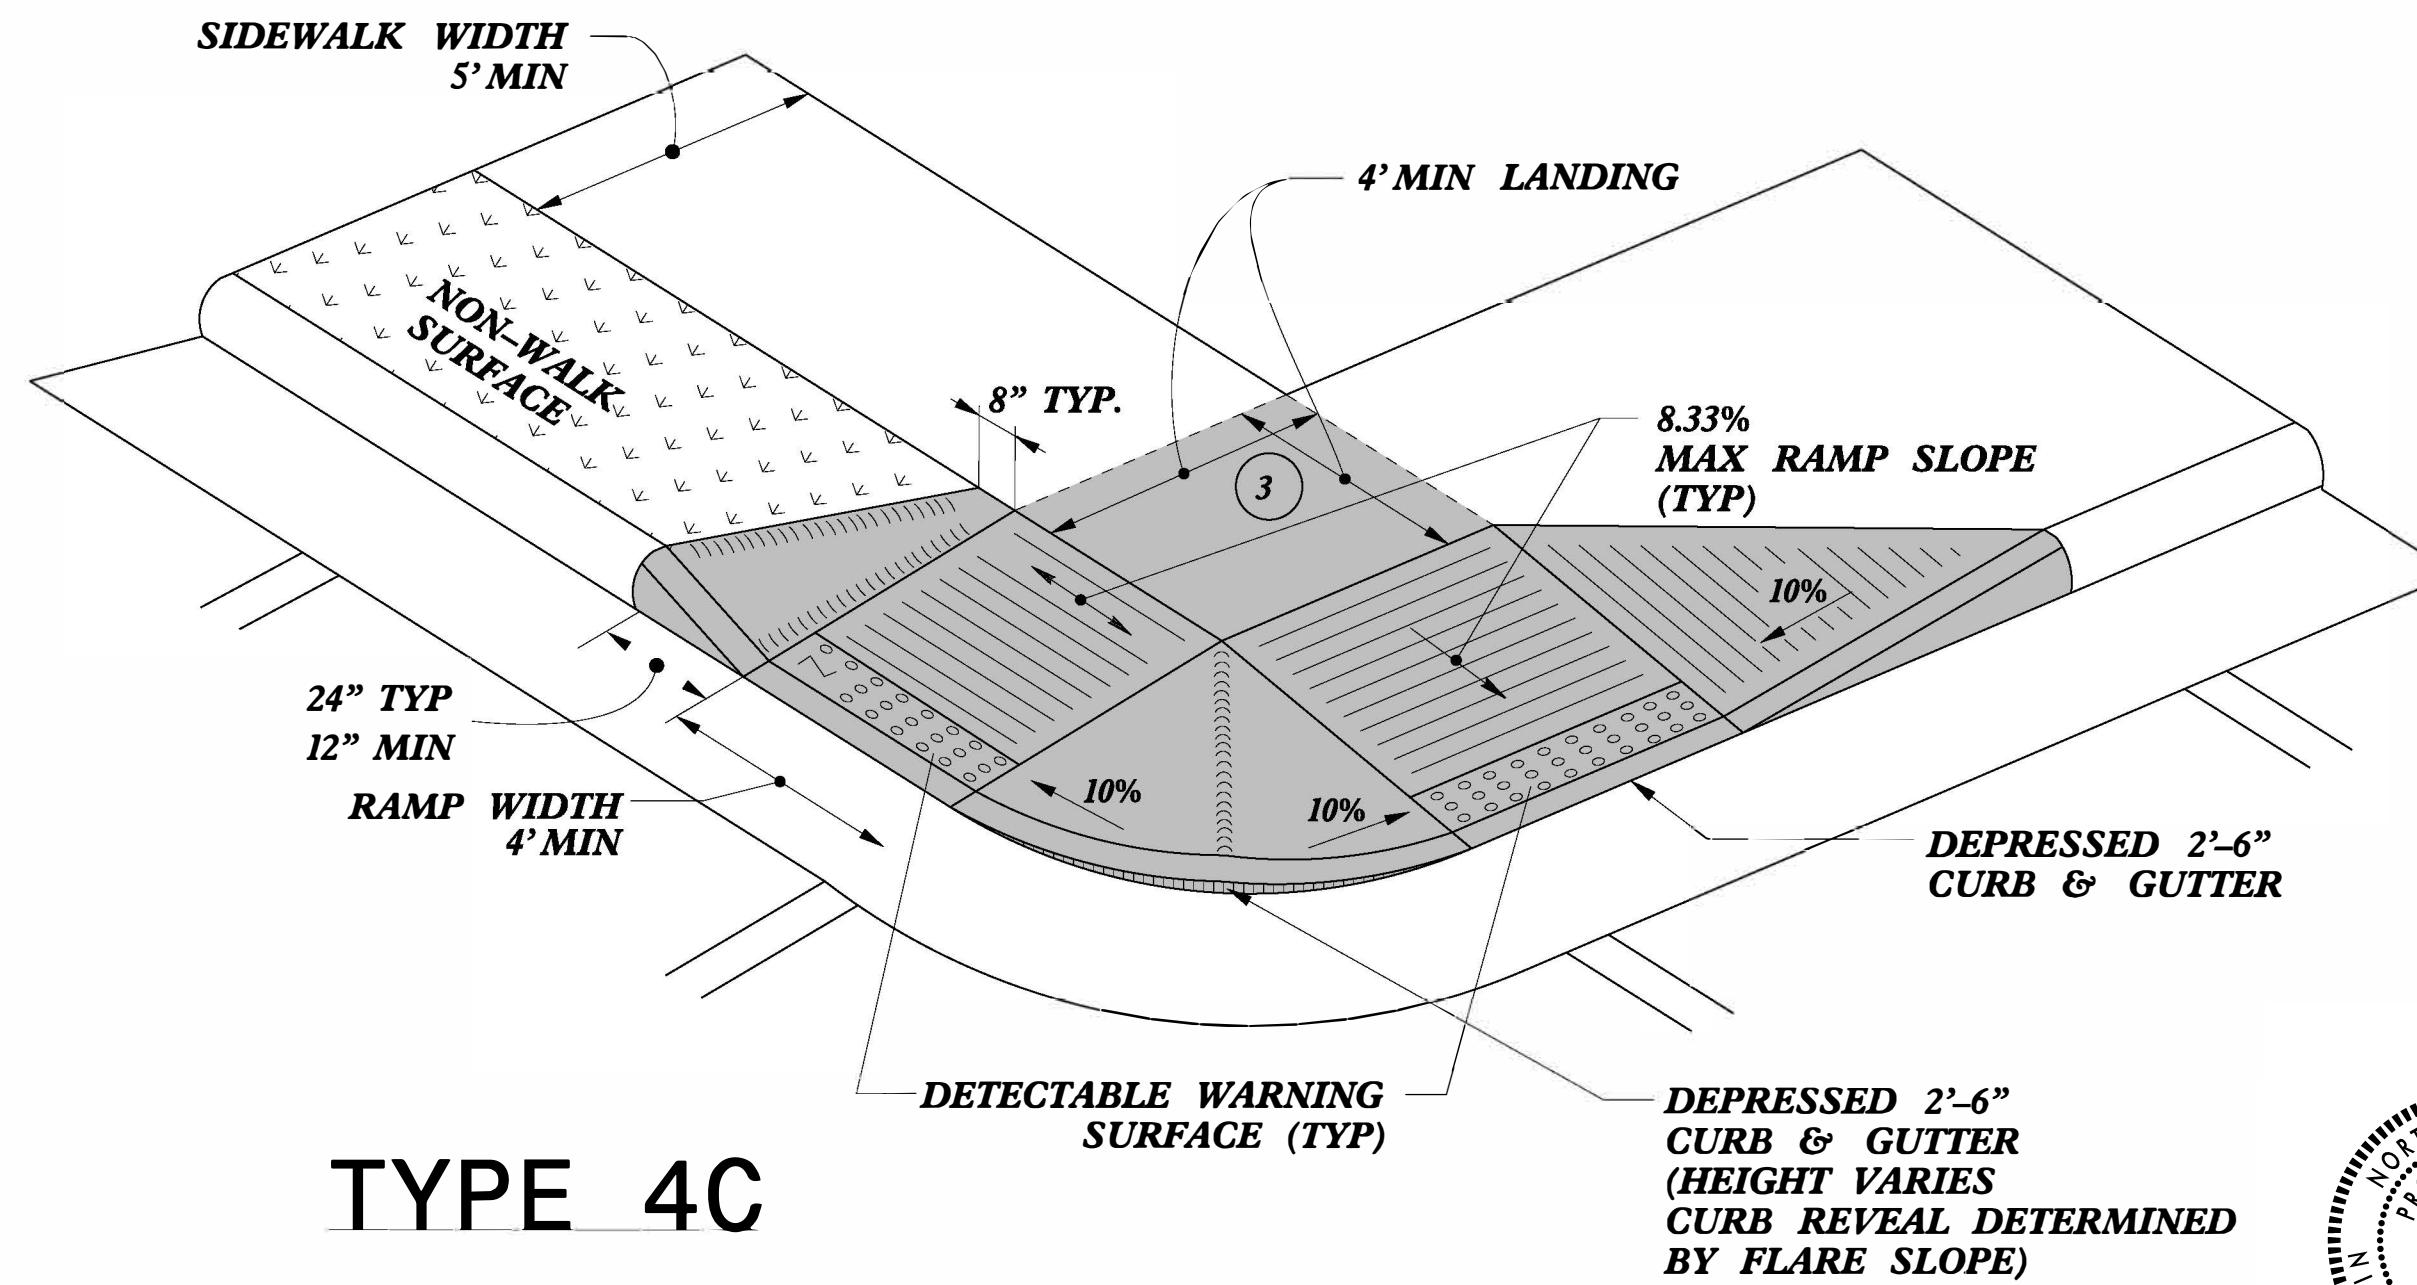 SIDEWALK WIDTH
5' MIN
4' MIN LANDING
NON-WALK
SURFACE
8" TYP.
3
8.33%
MAX RAMP SLOPE
(TYP)
10%
24" TYP
12" MIN
RAMP WIDTH
4' MIN
10%
10%
DEPRESSED 2'-6"
CURB & GUTTER
DETECTABLE WARNING
SURFACE (TYP)
DEPRESSED 2'-6"
CURB & GUTTER
(HEIGHT VARIES
CURB REVEAL DETERMINED
BY FLARE SLOPE)
TYPE 4C